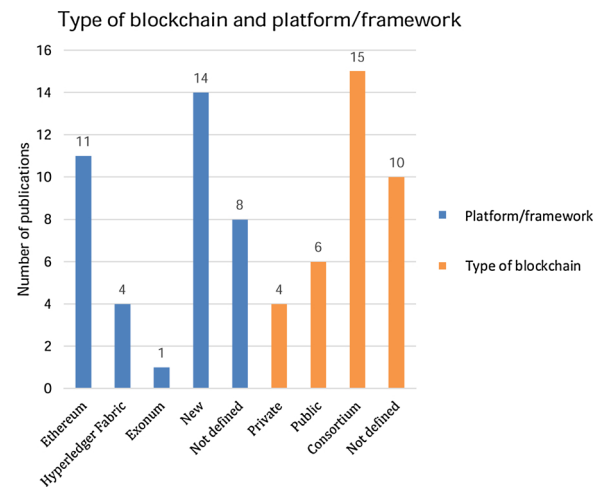 Type of blockchain and platform/framework
Number of publications
16
14
12
10
8
6
4
2
0
11
4
1
14
8
4
6
15
10
Ethereum
Hyperledger Fabric
Exonum
New
Not defined
Private
Public
Consortium
Not defined
Platform/framework
Type of blockchain